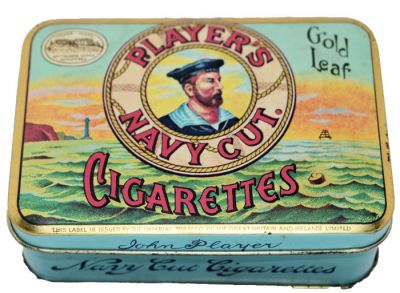 Gold
Leaf
PLAYER'S
NAVY CUT.
CIGARETTES
THIS LABEL IS ISSUED BY THE IMPERIAL TOBACCO CO. (OF GREAT BRITAIN AND IRELAND) LIMITED
John Player
Navy Cut Cigarettes